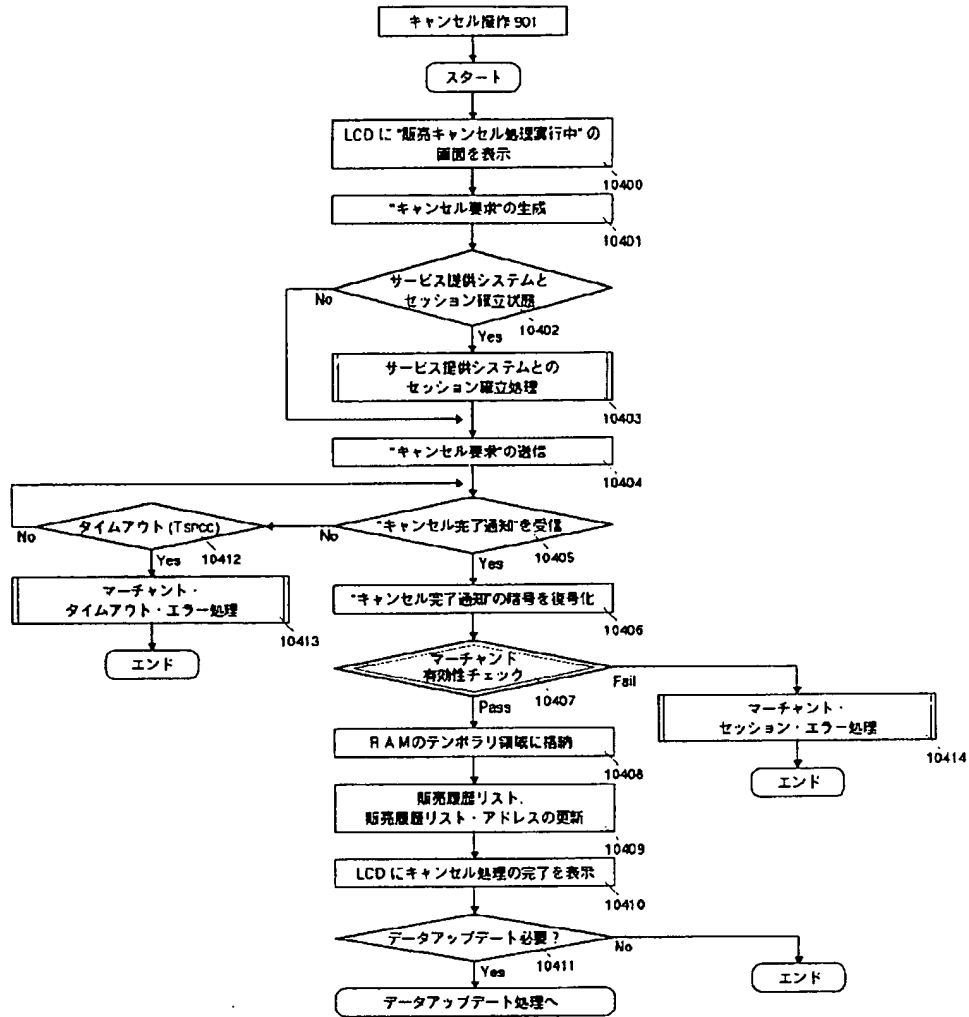 キャンセル操作 901
スタート
LCD に "販売キャンセル処理実行中" の
画面を表示
10400
"キャンセル要求"の生成
10401
サービス提供システムと
セッション確立状態
10402
No
Yes
サービス提供システムとの
セッション確立処理
10403
"キャンセル要求"の送信
10404
タイムアウト (TSPCC)
10412
No
Yes
"キャンセル完了通知"を受信
10405
No
Yes
マーチャント・
タイムアウト・エラー処理
10413
エンド
"キャンセル完了通知"の暗号を復号化
10406
マーチャント
有効性チェック
10407
Fail
Pass
マーチャント・
セッション・エラー処理
10414
エンド
RAMのテンポラリ領域に格納
10408
販売履歴リスト、
販売履歴リスト・アドレスの更新
10409
LCD にキャンセル処理の完了を表示
10410
データアップデート必要？
10411
No
Yes
エンド
データアップデート処理へ